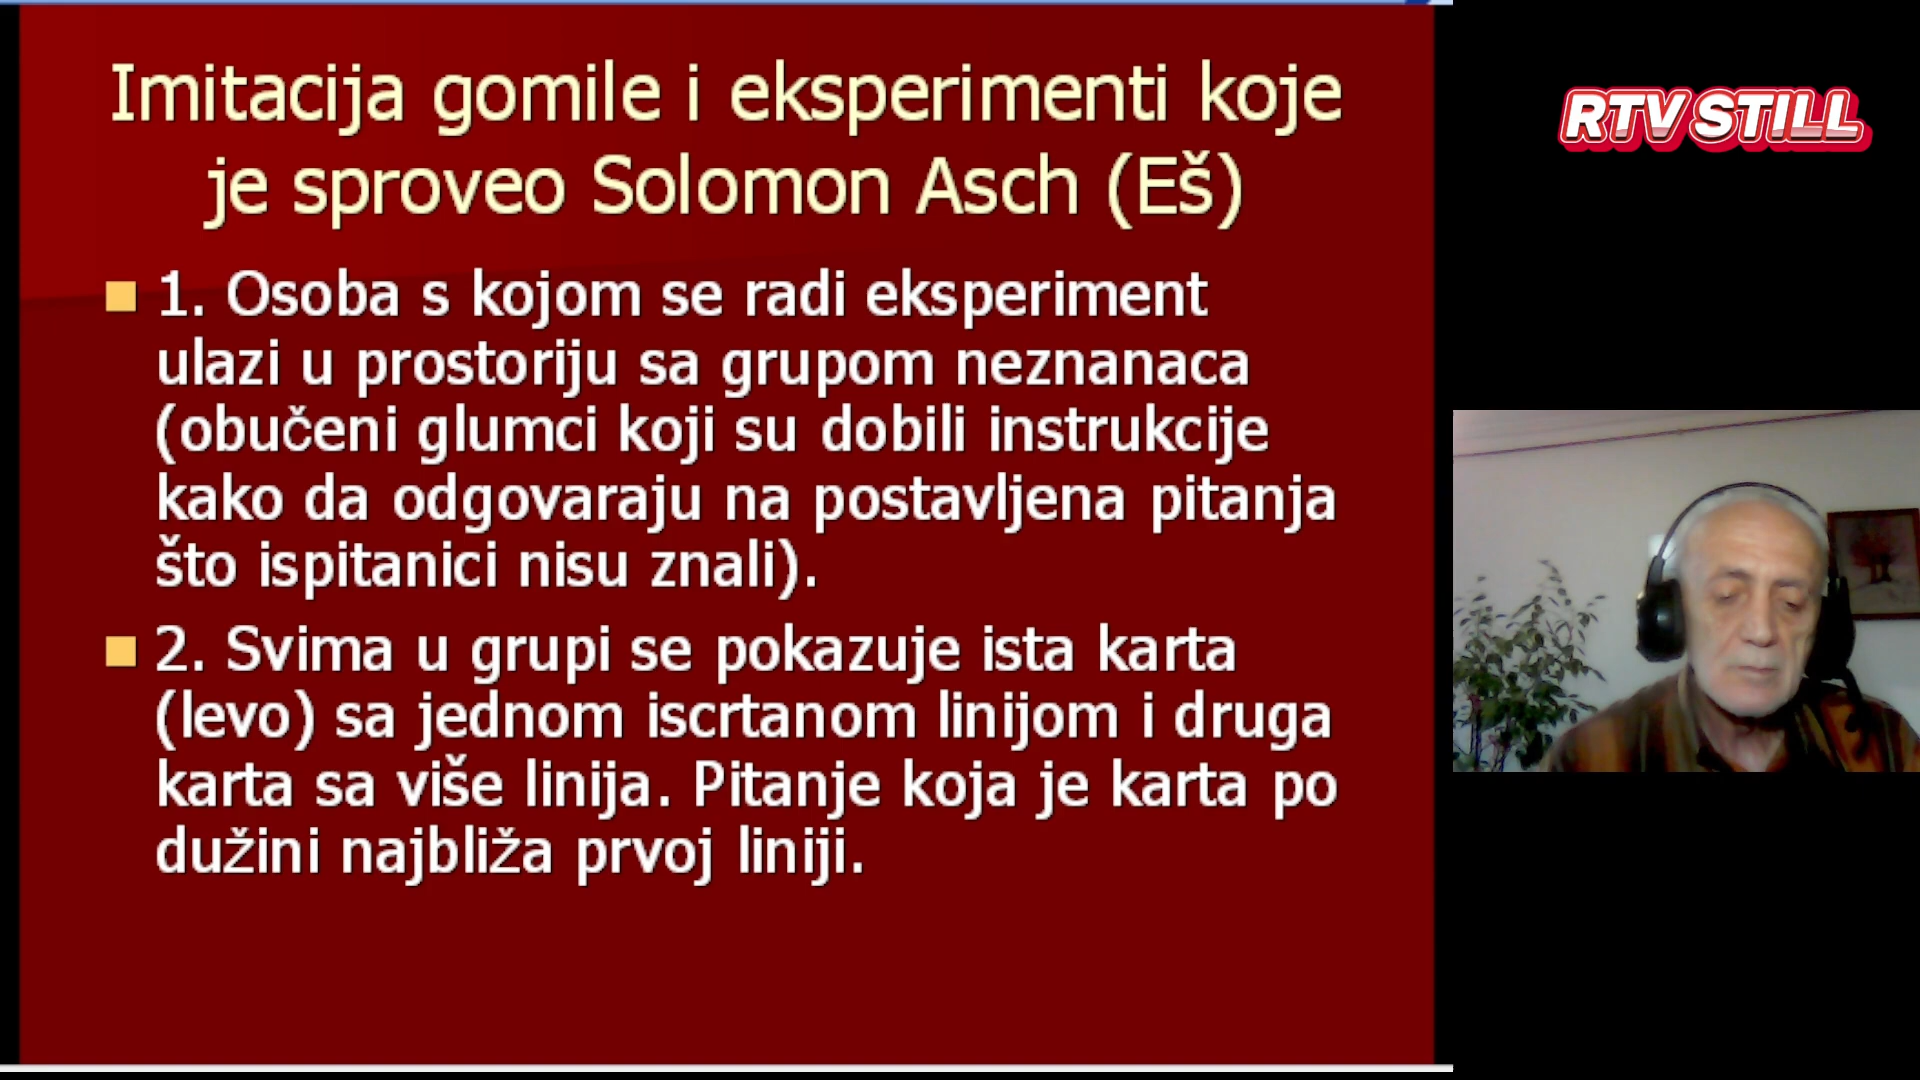 Imitacija gomile i eksperimenti koje
je sproveo Solomon Asch (Eš)
1. Osoba s kojom se radi eksperiment
ulazi u prostoriju sa grupom neznanaca
(obučeni glumci koji su dobili instrukcije
kako da odgovaraju na postavljena pitanja
što ispitanici nisu znali).
2. Svima u grupi se pokazuje ista karta
(levo) sa jednom iscrtanom linijom i druga
karta sa više linija. Pitanje koja je karta po
dužini najbliža prvoj liniji.
RTV STILL